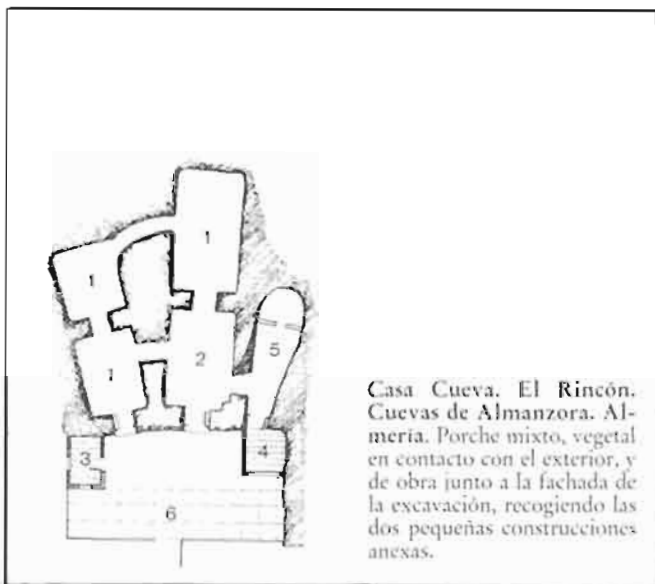 1
1
1
2
5
3
4
6
Casa Cueva. El Rincón.
Cuevas de Almanzora. Al-
mería. Porche mixto, vegetal
en contacto con el exterior, y
de obra junto a la fachada de
la excavación, recogiendo las
dos pequeñas construcciones
anexas.